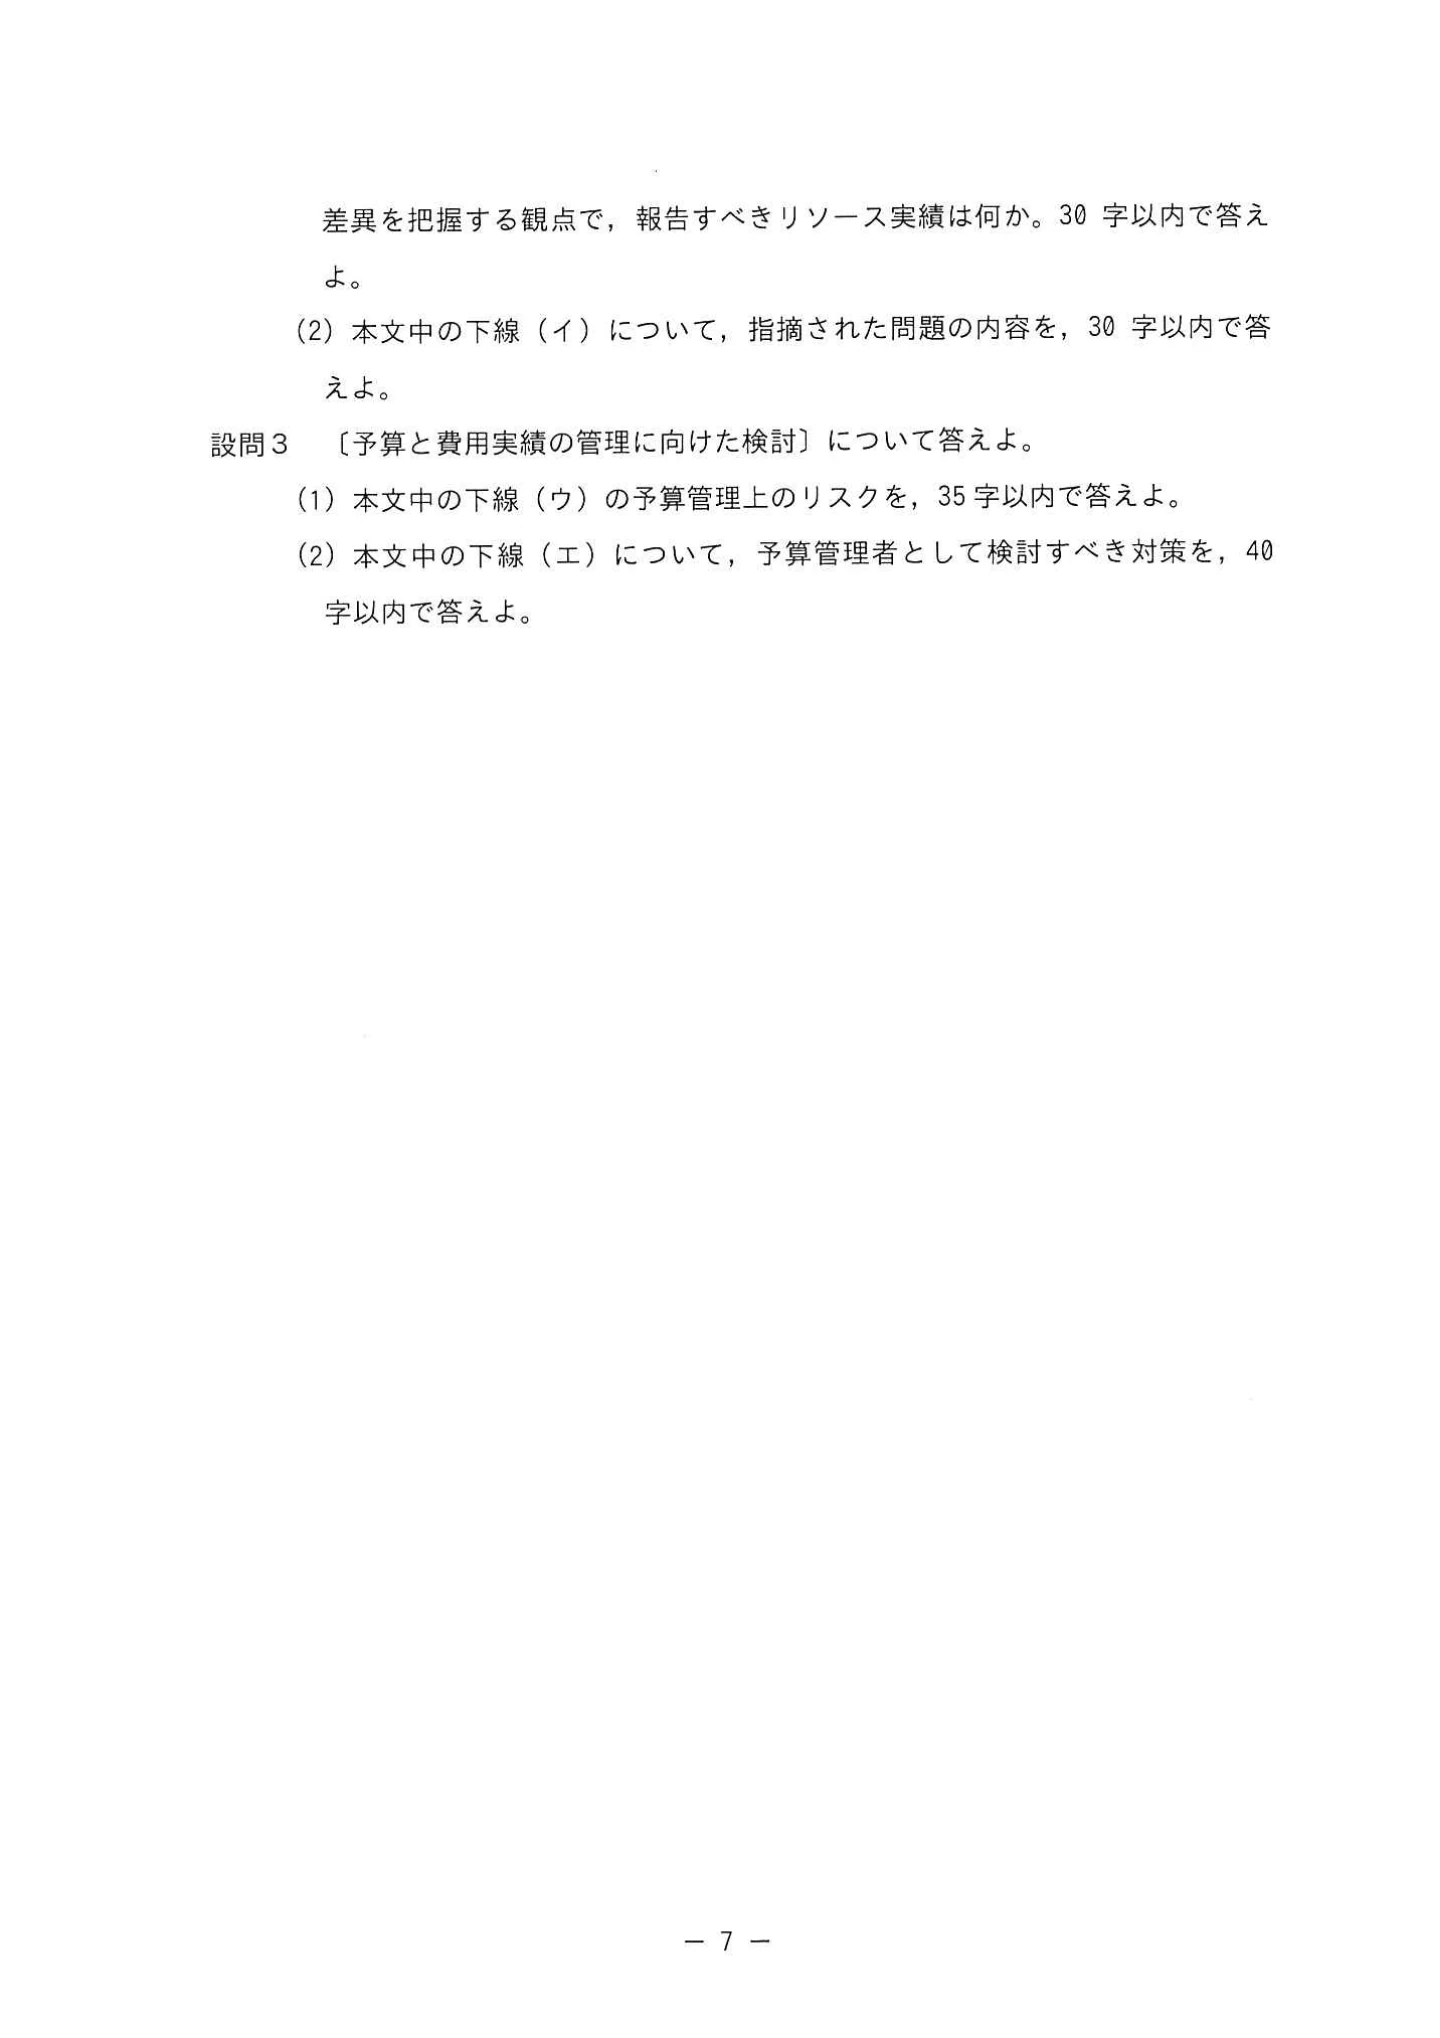 差異を把握する観点で，報告すべきリソース実績は何か。30 字以内で答え
よ。
(2) 本文中の下線（イ）について，指摘された問題の内容を，30 字以内で答
えよ。
設問３　〔予算と費用実績の管理に向けた検討〕について答えよ。
(1) 本文中の下線（ウ）の予算管理上のリスクを，35 字以内で答えよ。
(2) 本文中の下線（エ）について，予算管理者として検討すべき対策を，40
字以内で答えよ。
－ 7 －